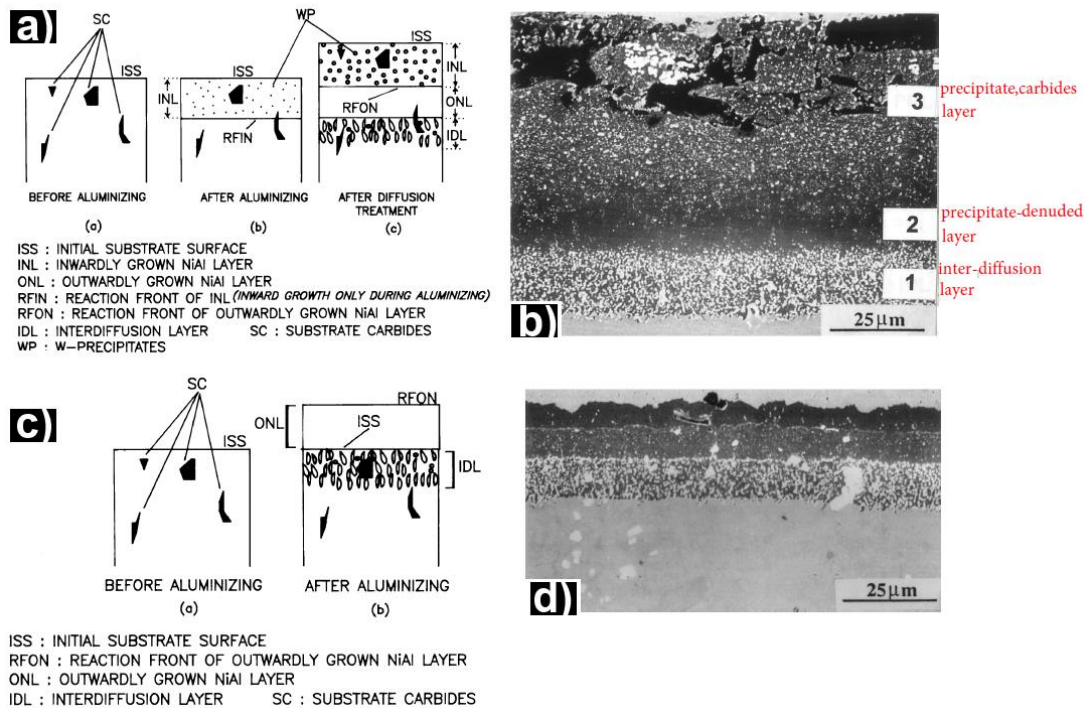 a)
SC
ISS
BEFORE ALUMINIZING
(a)
WP
ISS
INL
RFIN
AFTER ALUMINIZING
(b)
ISS
INL
RFON
ONL
IDL
AFTER DIFFUSION
TREATMENT
(c)
ISS : INITIAL SUBSTRATE SURFACE
INL : INWARDLY GROWN NiAl LAYER
ONL : OUTWARDLY GROWN NiAl LAYER
RFIN : REACTION FRONT OF INL (INWARD GROWTH ONLY DURING ALUMINIZING)
RFON : REACTION FRONT OF OUTWARDLY GROWN NiAl LAYER
IDL : INTERDIFFUSION LAYER SC : SUBSTRATE CARBIDES
WP : W-PRECIPITATES
b)
3
precipitate,carbides
layer
2
precipitate-denuded
layer
1
inter-diffusion
layer
25μm
c)
SC
ISS
BEFORE ALUMINIZING
(a)
RFON
ONL
ISS
IDL
AFTER ALUMINIZING
(b)
ISS : INITIAL SUBSTRATE SURFACE
RFON : REACTION FRONT OF OUTWARDLY GROWN NiAl LAYER
ONL : OUTWARDLY GROWN NiAl LAYER
IDL : INTERDIFFUSION LAYER SC : SUBSTRATE CARBIDES
d)
25μm